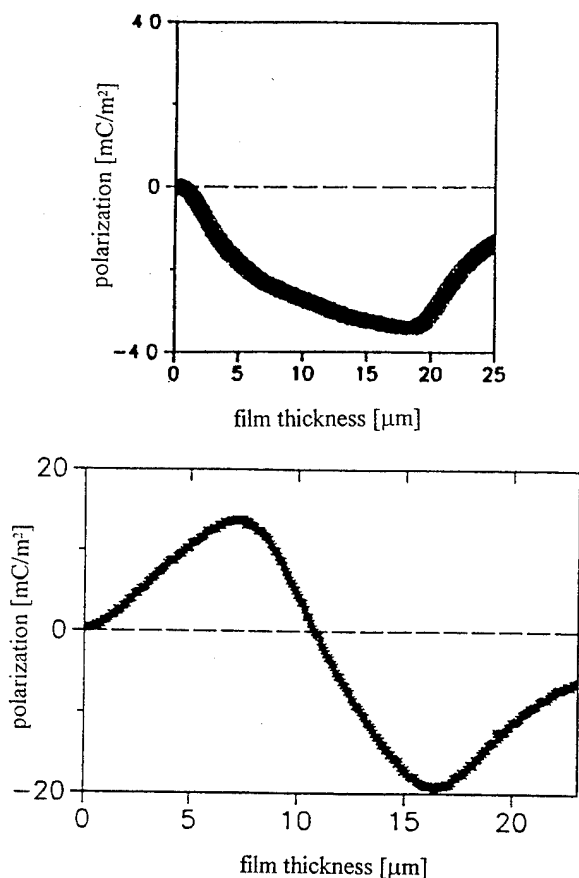 40
polarization [mC/m²]
0
-40
0 5 10 15 20 25
film thickness [μm]
20
polarization [mC/m²]
0
-20
0 5 10 15 20
film thickness [μm]